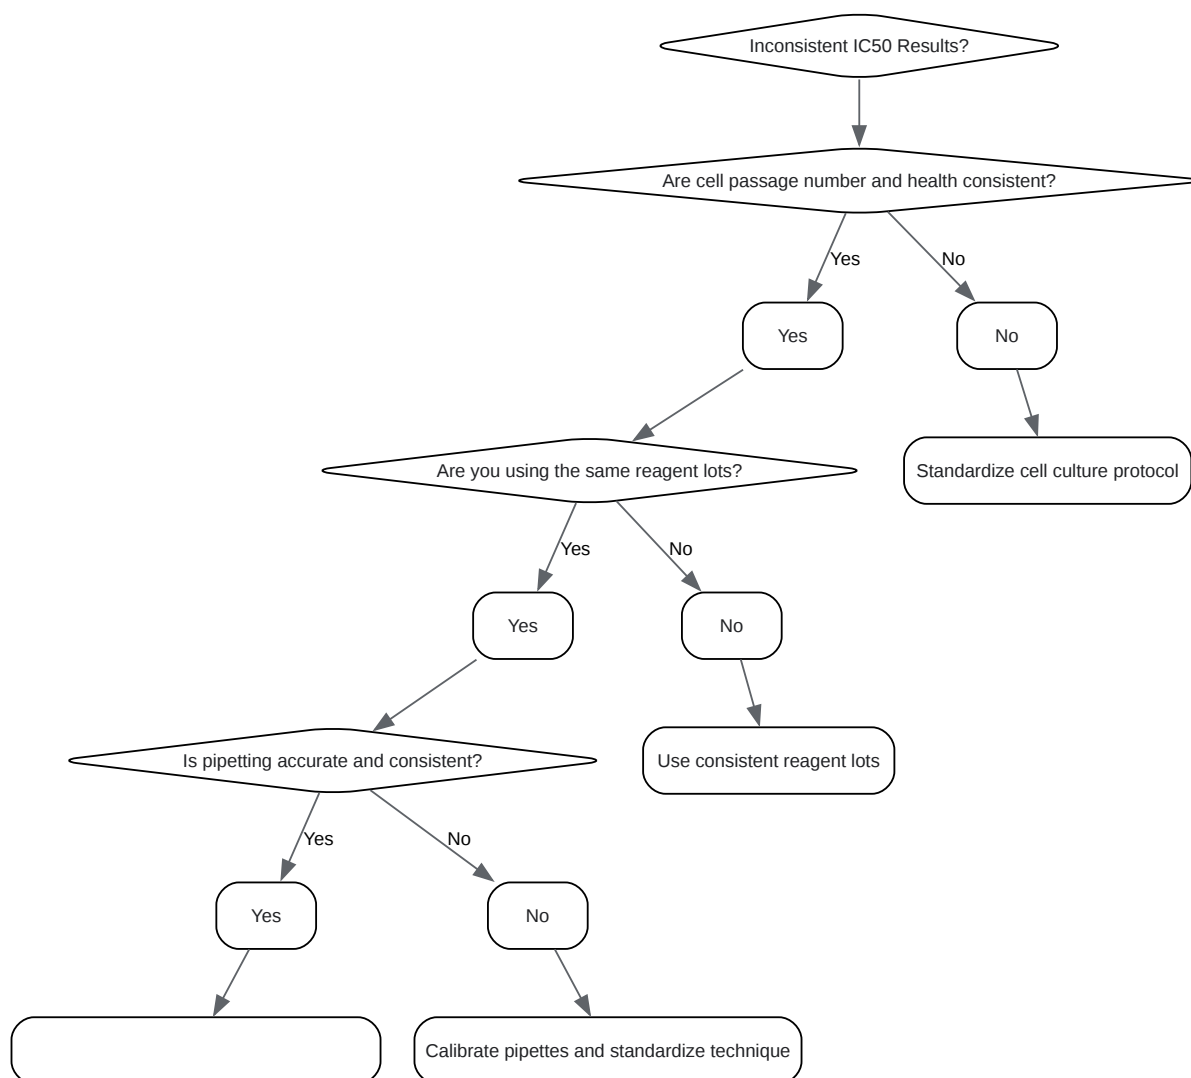 Inconsistent IC50 Results?
Are cell passage number and health consistent?
Yes
No
Yes
No
Are you using the same reagent lots?
Standardize cell culture protocol
Yes
No
Yes
No
Is pipetting accurate and consistent?
Use consistent reagent lots
Yes
No
Yes
No
Calibrate pipettes and standardize technique